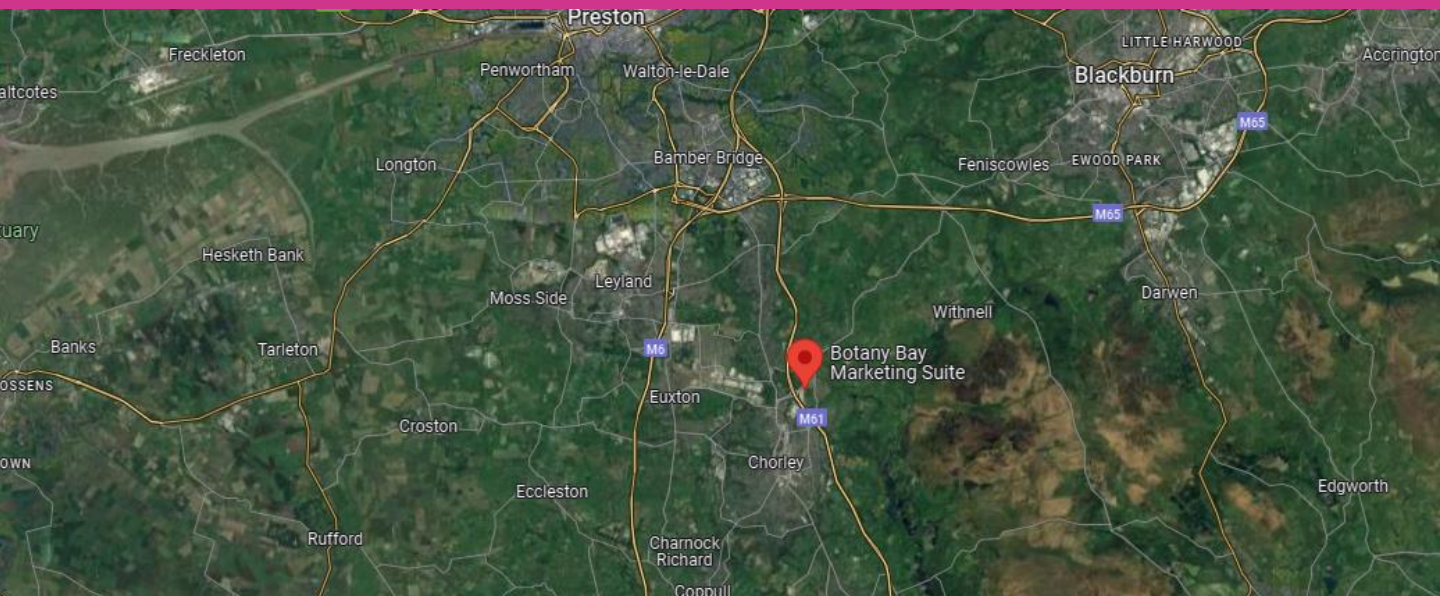 Preston
Freckleton
LITTLE HARWOOD
Accrington
Penwortham
Walton-le-Dale
Blackburn
altcotes
M65
Bamber Bridge
EWOOD PARK
Longton
Feniscowles
M65
uary
Hesketh Bank
Leyland
Moss Side
Darwen
Withnell
Banks
Tarleton
M6
Botany Bay
Marketing Suite
OSSENS
Euxton
M61
Croston
Chorley
OWN
Eccleston
Edgworth
Rufford
Charnock
Richard
Coppull